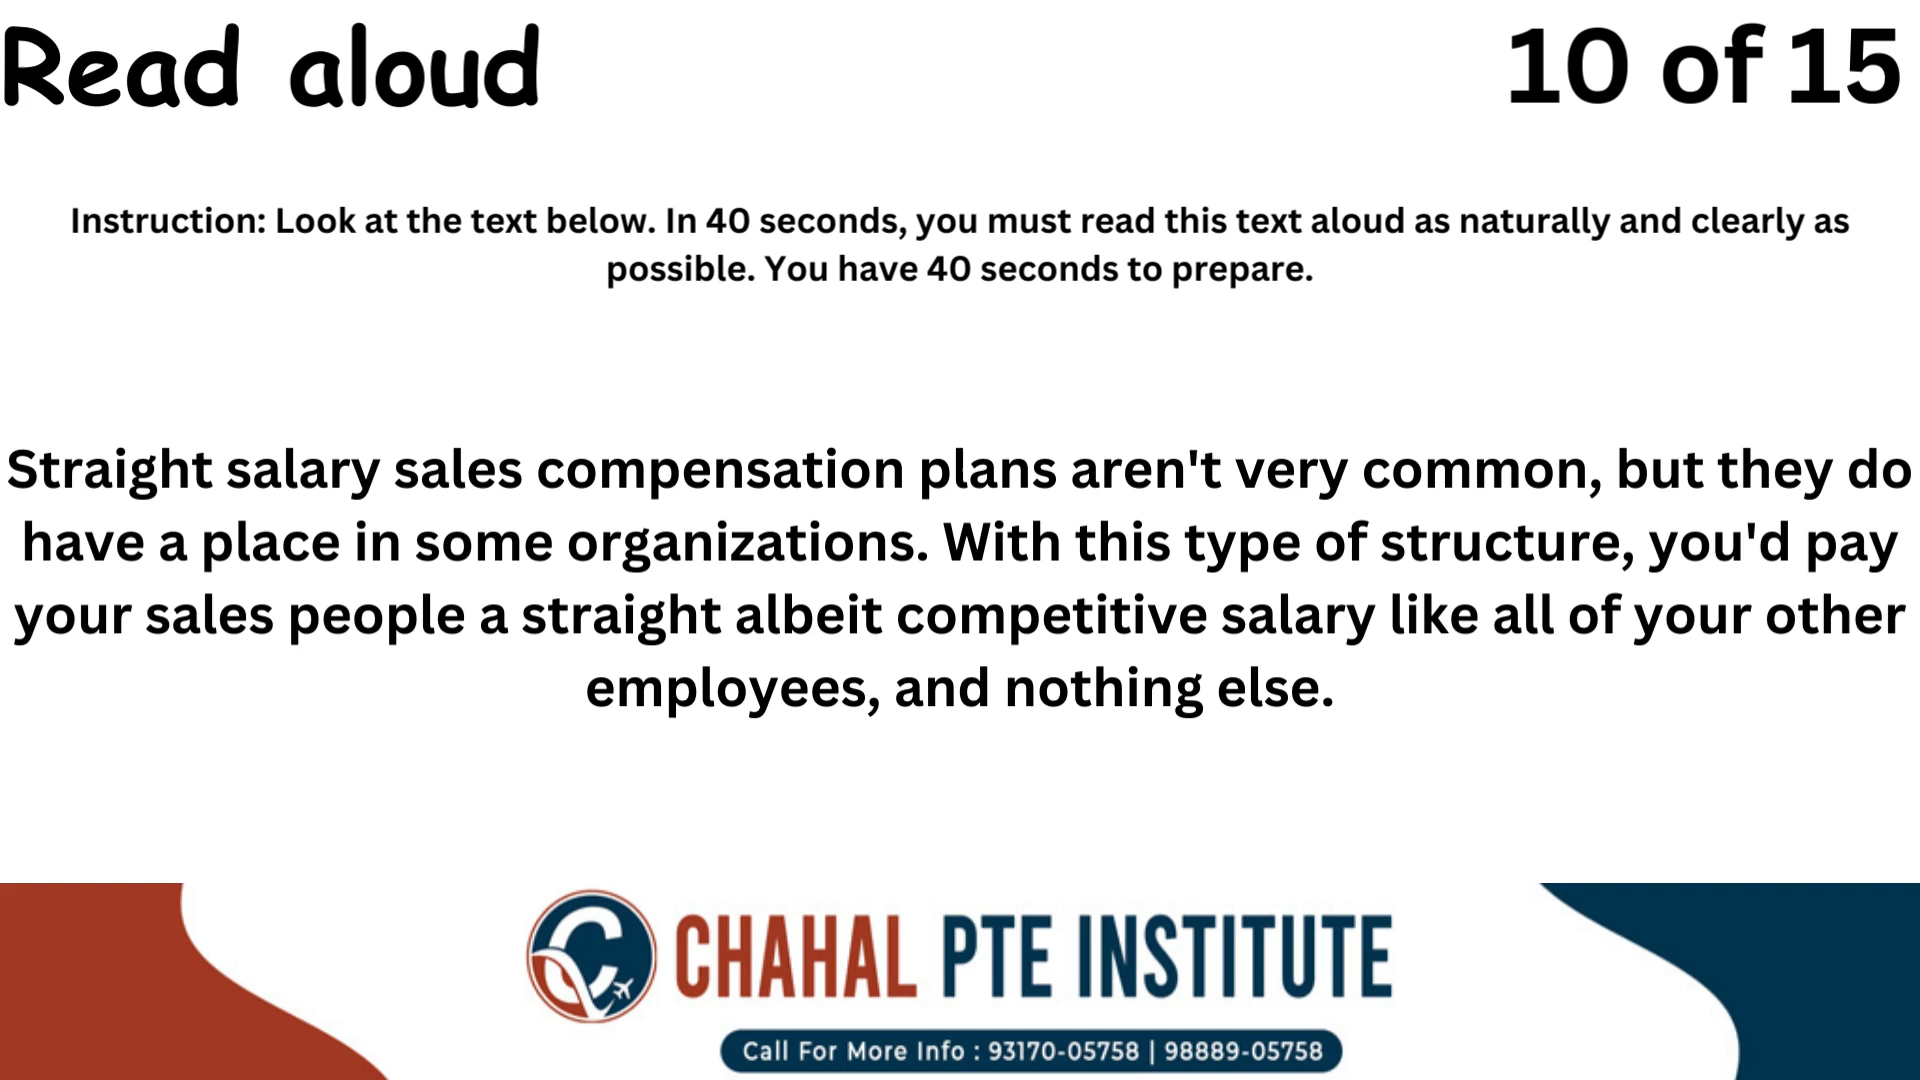 Read aloud
10 of 15
Instruction: Look at the text below. In 40 seconds, you must read this text aloud as naturally and clearly as
possible. You have 40 seconds to prepare.
Straight salary sales compensation plans aren't very common, but they do
have a place in some organizations. With this type of structure, you'd pay
your sales people a straight albeit competitive salary like all of your other
employees, and nothing else.
CHAHAL PTE INSTITUTE
Call For More Info : 93170-05758 | 98889-05758